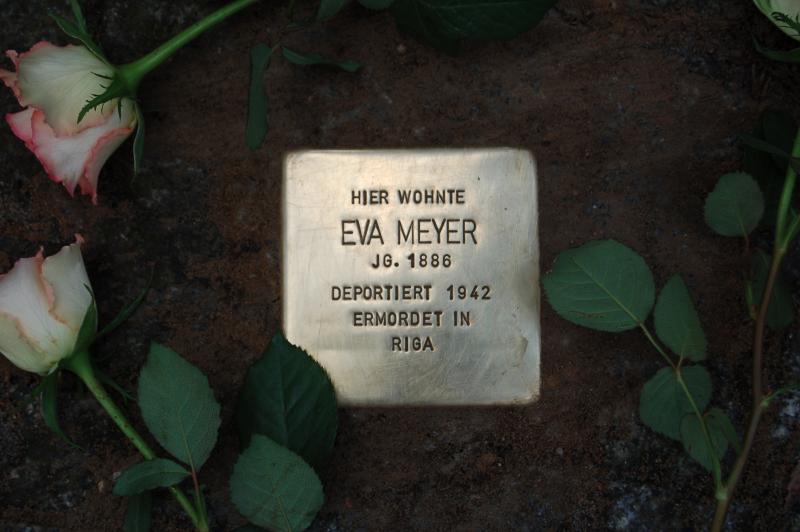 HIER WOHNTE
EVA MEYER
JG. 1886
DEPORTIERT 1942
ERMORDET IN
RIGA